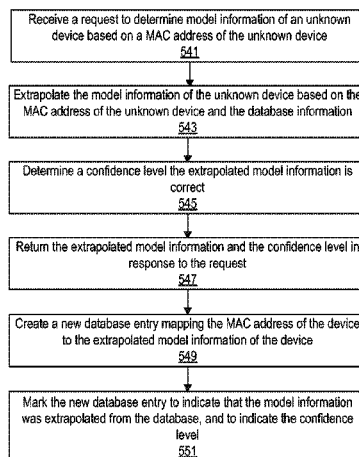 Receive a request to determine model information of an unknown
device based on a MAC address of the unknown device
541
Extrapolate the model information of the unknown device based on the
MAC address of the unknown device and the database information
543
Determine a confidence level the extrapolated model information is
correct
545
Return the extrapolated model information and the confidence level in
response to the request
547
Create a new database entry mapping the MAC address of the device
to the extrapolated model information of the device
549
Mark the new database entry to indicate that the model information
was extrapolated from the database, and to indicate the confidence
level
551